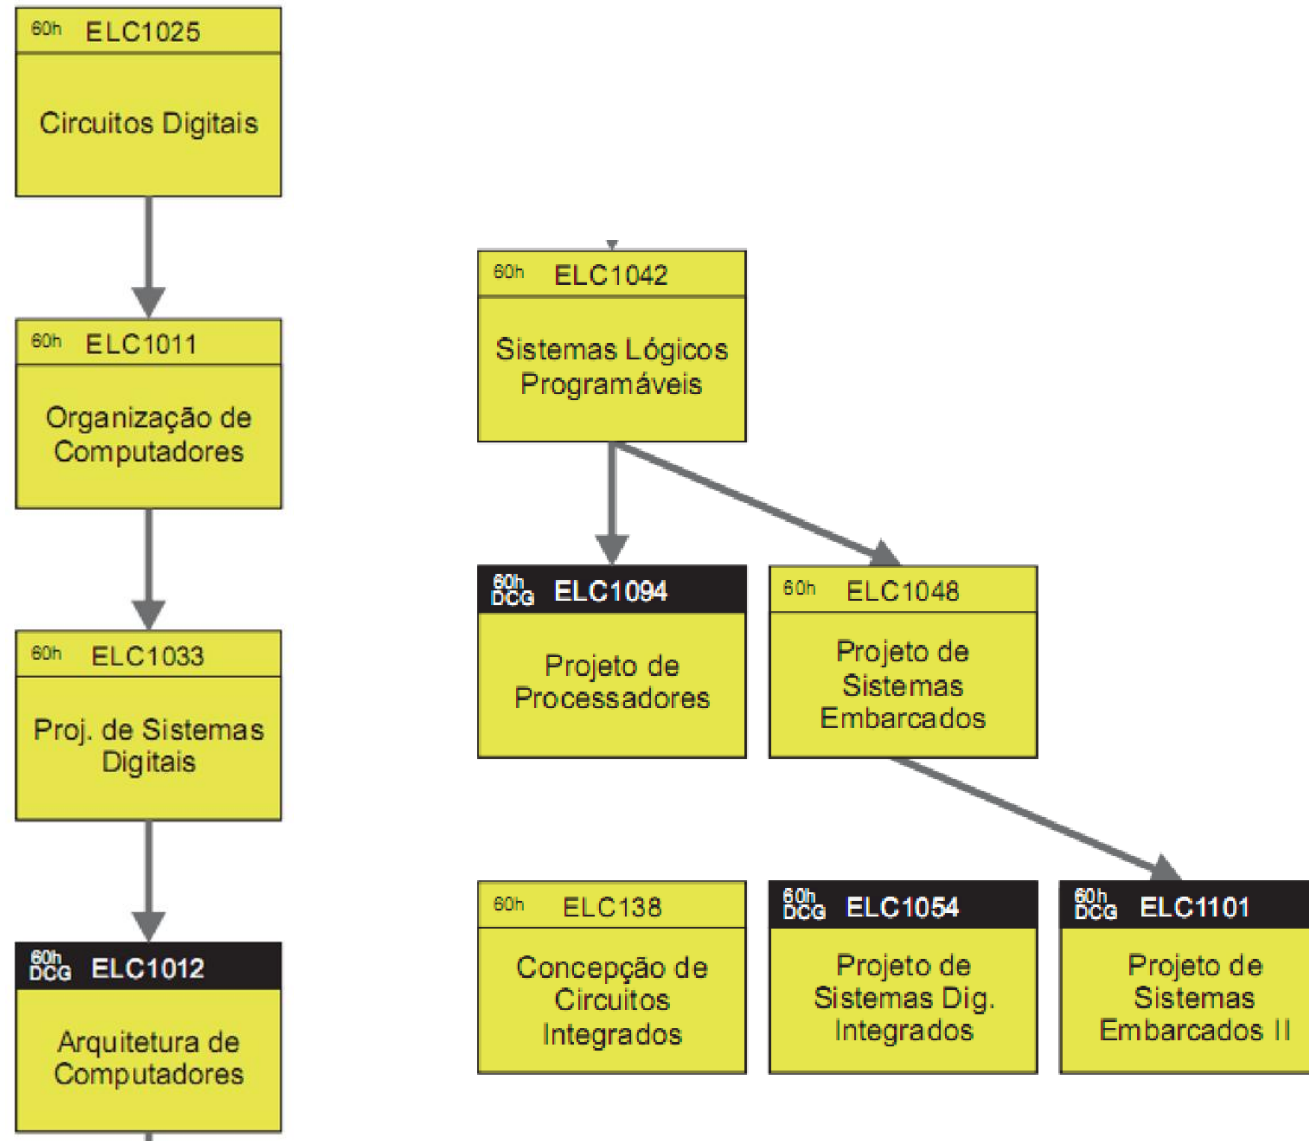 60h ELC1025
Circuitos Digitais
60h ELC1011
Organização de
Computadores
60h ELC1033
Proj. de Sistemas
Digitais
60h
DCG ELC1012
Arquitetura de
Computadores
60h ELC1042
Sistemas Lógicos
Programáveis
60h
DCG ELC1094
Projeto de
Processadores
60h ELC1048
Projeto de
Sistemas
Embarcados
60h ELC138
Concepção de
Circuitos
Integrados
60h
DCG ELC1054
Projeto de
Sistemas Dig.
Integrados
60h
DCG ELC1101
Projeto de
Sistemas
Embarcados II